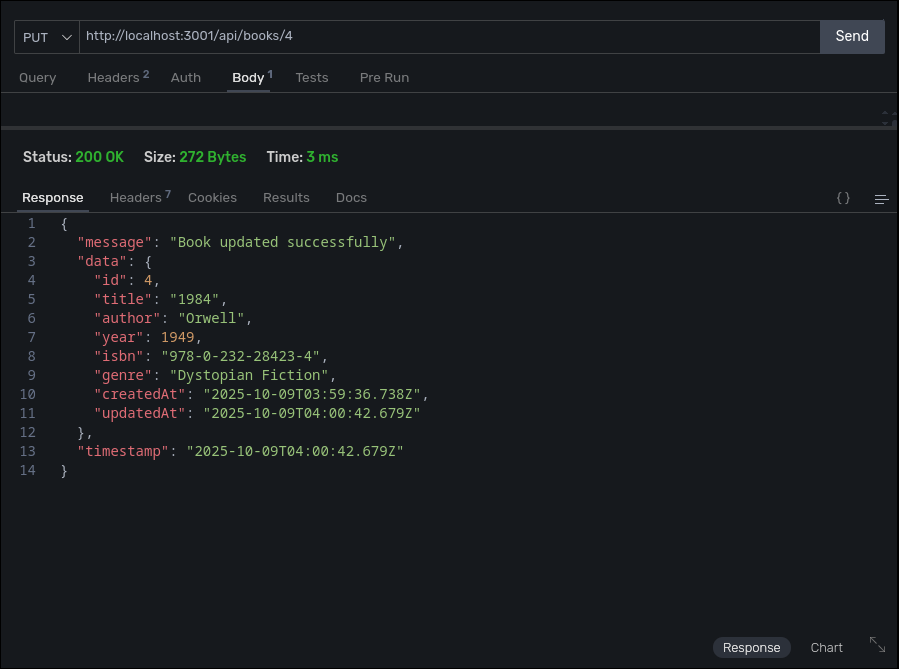 PUT http://localhost:3001/api/books/4 Send
Query Headers 2 Auth Body 1 Tests Pre Run
Status: 200 OK Size: 272 Bytes Time: 3 ms
Response Headers 7 Cookies Results Docs { }
1 {
2 "message": "Book updated successfully",
3 "data": {
4 "id": 4,
5 "title": "1984",
6 "author": "Orwell",
7 "year": 1949,
8 "isbn": "978-0-232-28423-4",
9 "genre": "Dystopian Fiction",
10 "createdAt": "2025-10-09T03:59:36.738Z",
11 "updatedAt": "2025-10-09T04:00:42.679Z"
12 },
13 "timestamp": "2025-10-09T04:00:42.679Z"
14 }
Response Chart